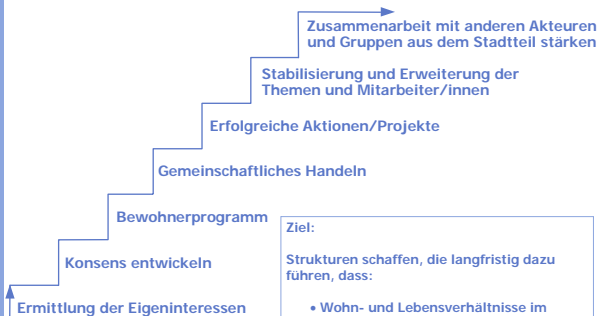 Zusammenarbeit mit anderen Akteuren
und Gruppen aus dem Stadtteil stärken
Stabilisierung und Erweiterung der
Themen und Mitarbeiter/innen
Erfolgreiche Aktionen/Projekte
Gemeinschaftliches Handeln
Bewohnerprogramm
Konsens entwickeln
Ermittlung der Eigeninteressen
Ziel:
Strukturen schaffen, die langfristig dazu
führen, dass:
• Wohn- und Lebensverhältnisse im